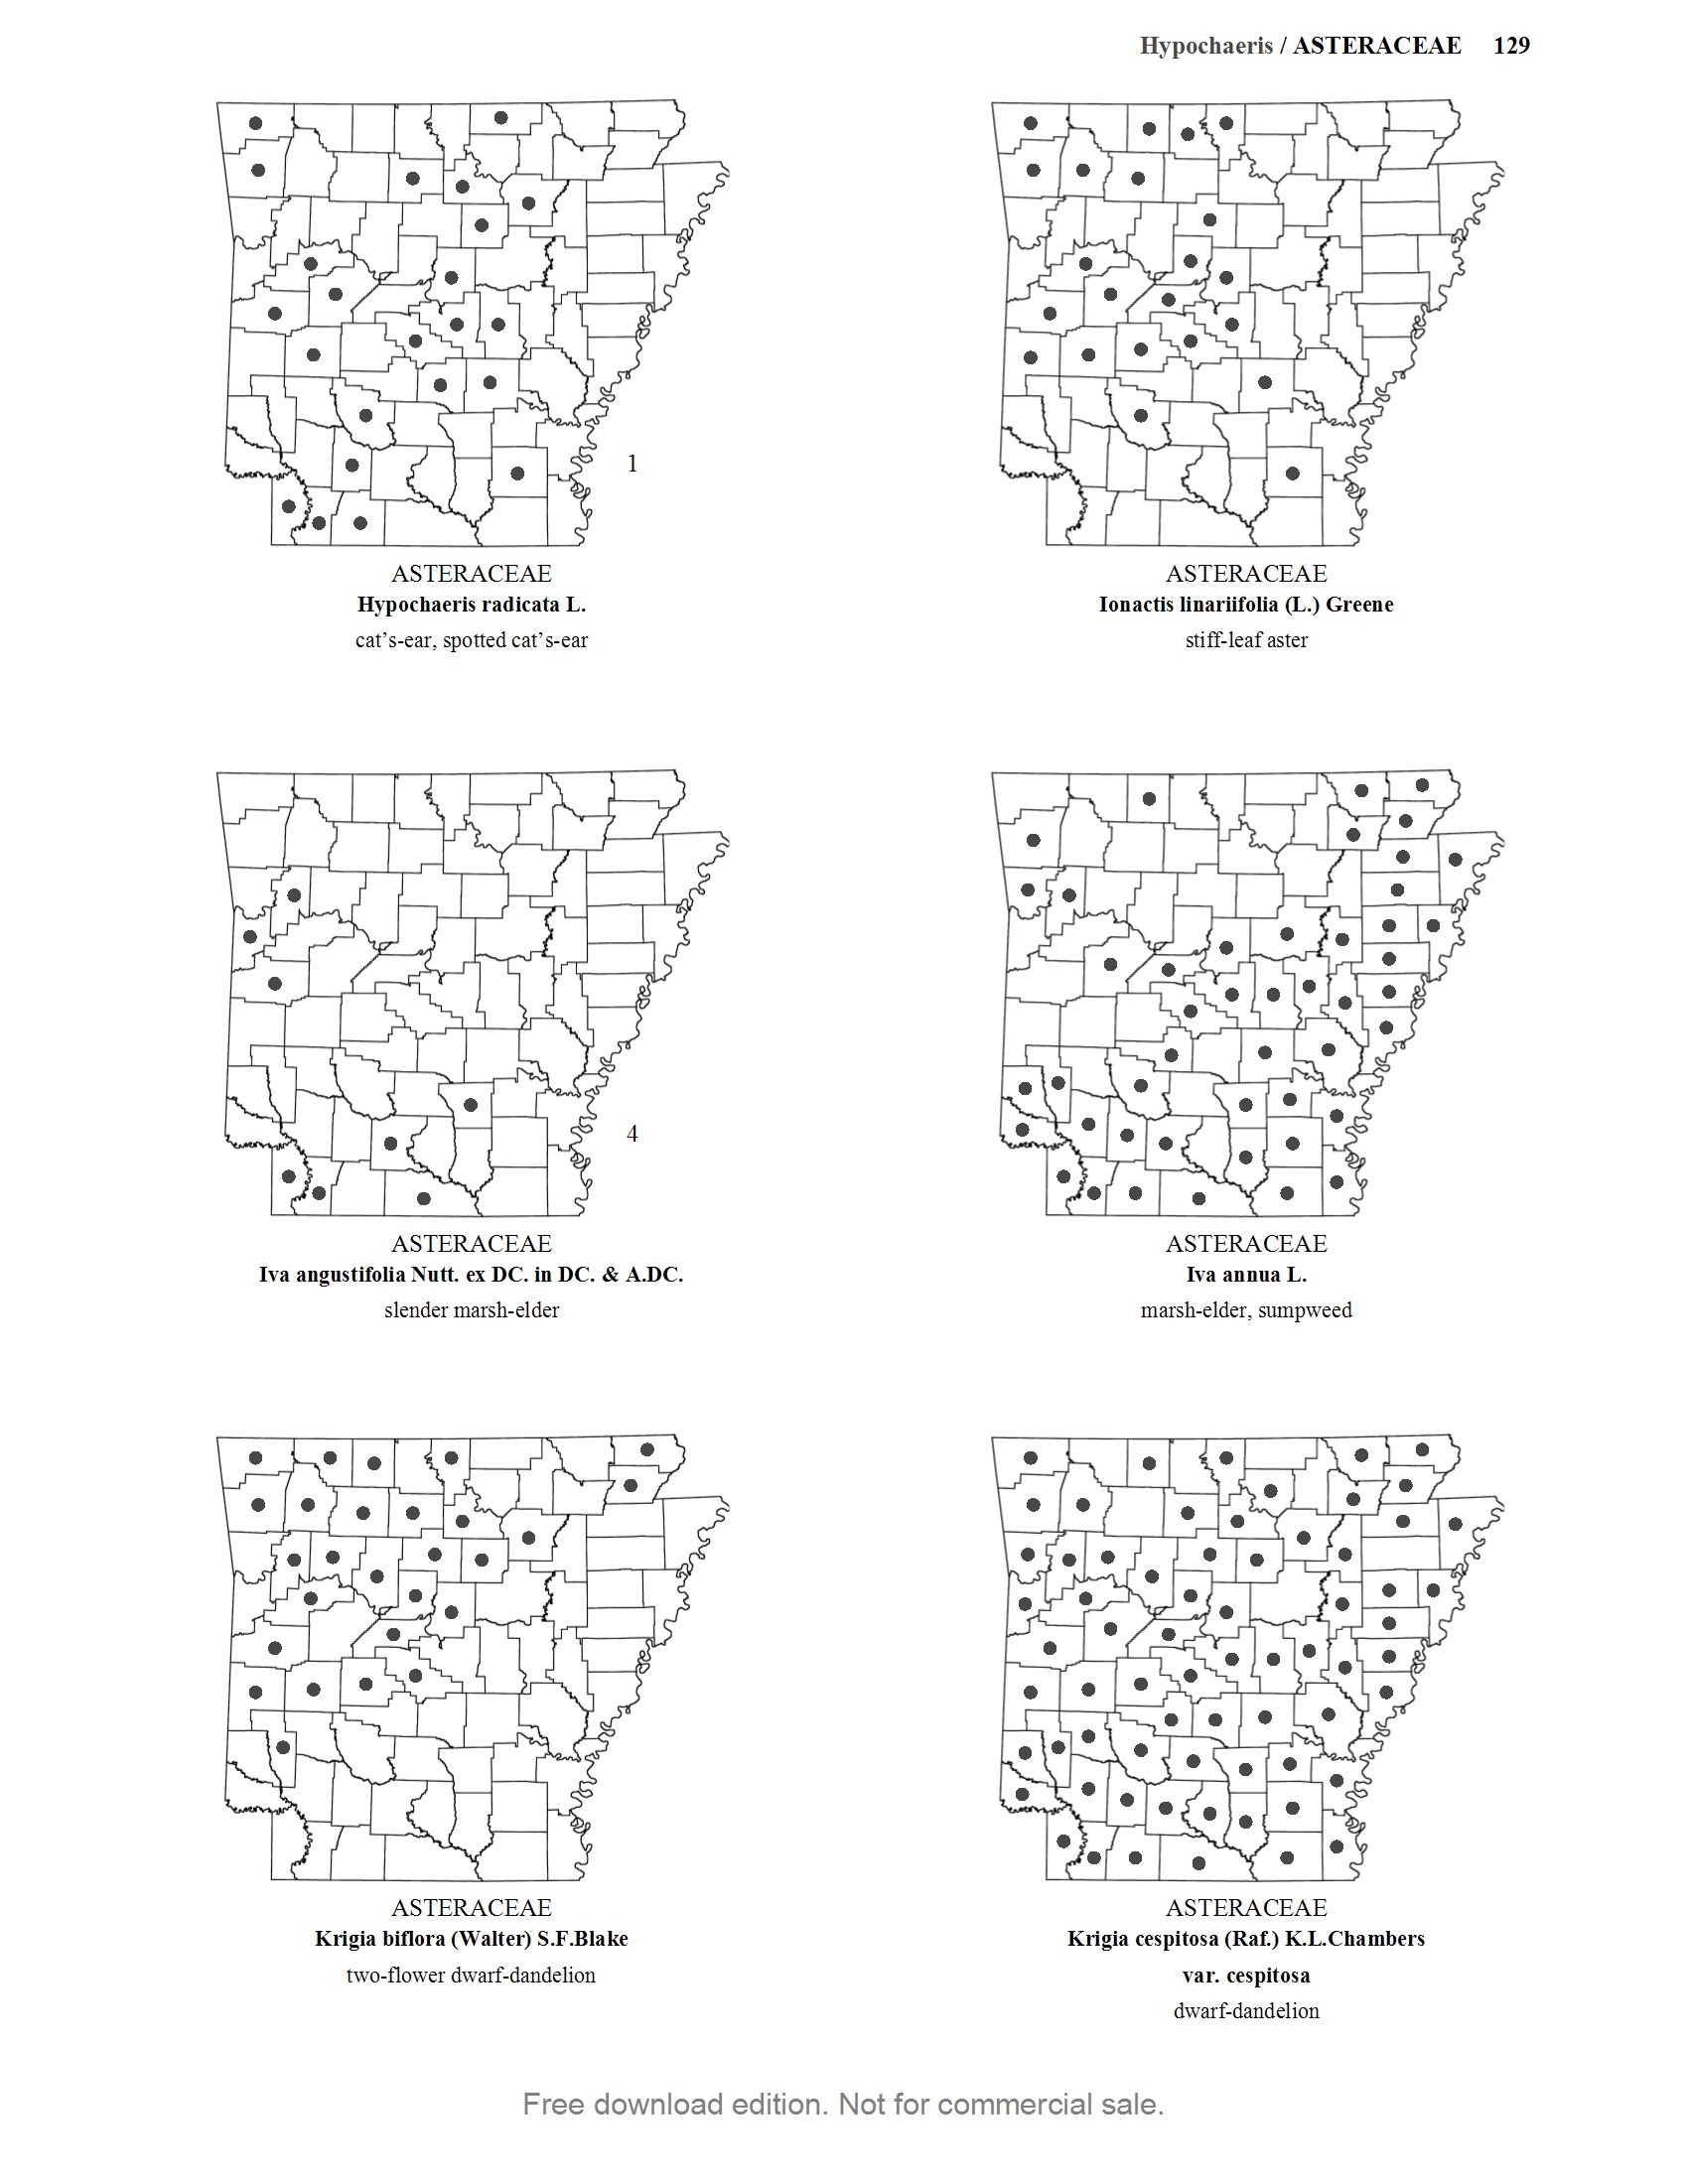 Hypochaeris / ASTERACEAE 129
1
ASTERACEAE
Hypochaeris radicata L.
cat’s-ear, spotted cat’s-ear
ASTERACEAE
Ionactis linariifolia (L.) Greene
stiff-leaf aster
4
ASTERACEAE
Iva angustifolia Nutt. ex DC. in DC. & A.DC.
slender marsh-elder
ASTERACEAE
Iva annua L.
marsh-elder, sumpweed
ASTERACEAE
Krigia biflora (Walter) S.F.Blake
two-flower dwarf-dandelion
ASTERACEAE
Krigia cespitosa (Raf.) K.L.Chambers
var. cespitosa
dwarf-dandelion
Free download edition. Not for commercial sale.